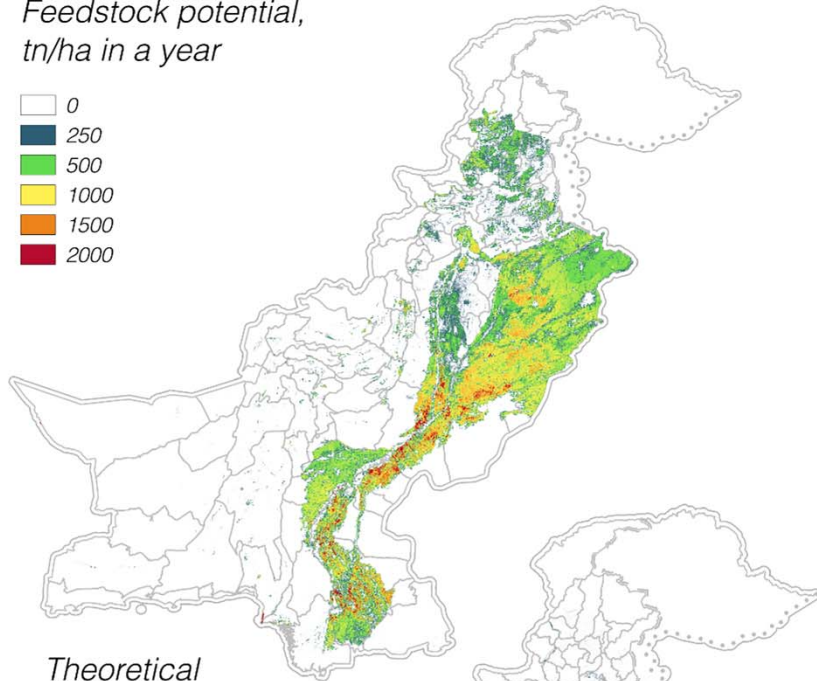 Feedstock potential,
tn/ha in a year
0
250
500
1000
1500
2000
Theoretical